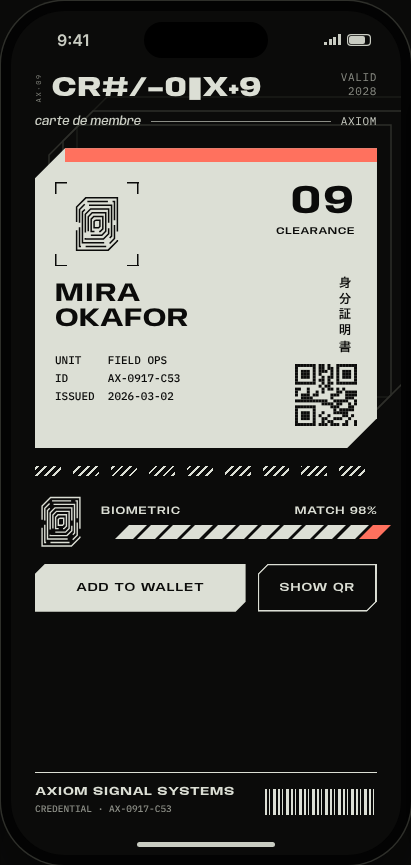 9:41
AX-09
CR#/-0▮X+9
VALID
2028
carte de membre
AXIOM
09
CLEARANCE
MIRA
OKAFOR
身分証明書
UNIT FIELD OPS
ID AX-0917-C53
ISSUED 2026-03-02
BIOMETRIC MATCH 98%
ADD TO WALLET
SHOW QR
AXIOM SIGNAL SYSTEMS
CREDENTIAL · AX-0917-C53